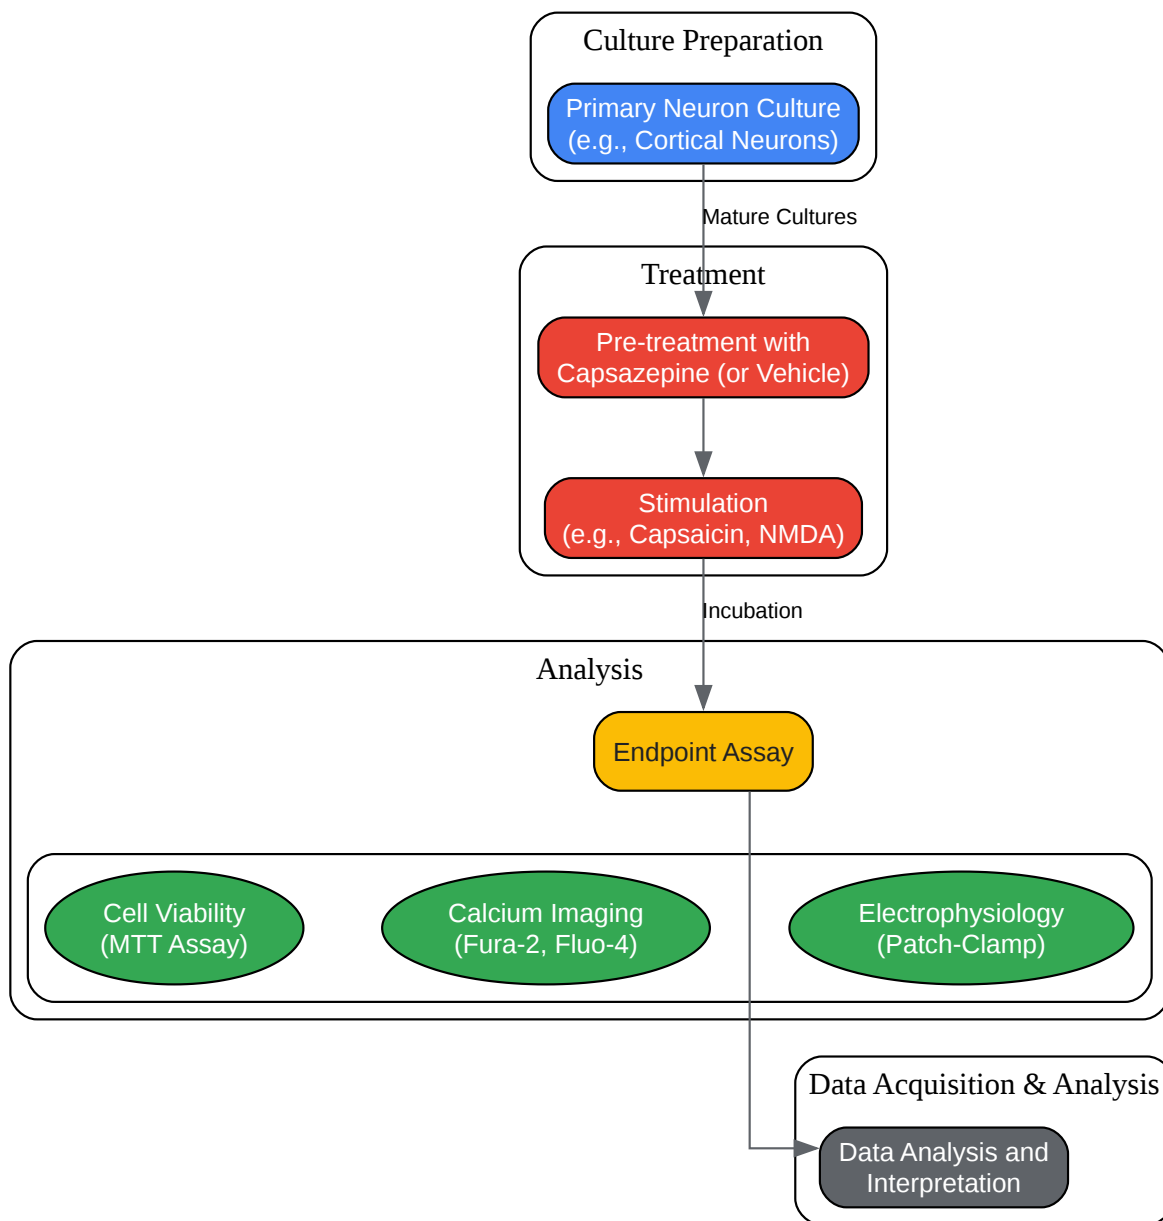 Culture Preparation
Primary Neuron Culture
(e.g., Cortical Neurons)
Mature Cultures
Treatment
Pre-treatment with
Capsazepine (or Vehicle)
Stimulation
(e.g., Capsaicin, NMDA)
Incubation
Analysis
Endpoint Assay
Cell Viability
(MTT Assay)
Calcium Imaging
(Fura-2, Fluo-4)
Electrophysiology
(Patch-Clamp)
Data Acquisition & Analysis
Data Analysis and
Interpretation